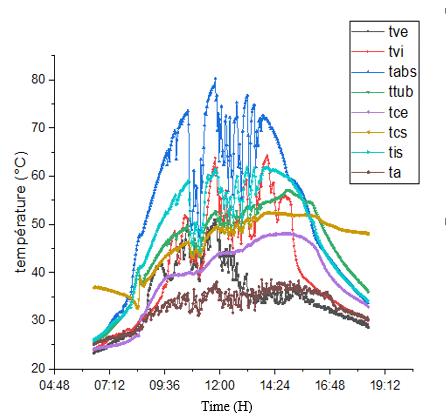 tve
tvi
tabs
ttub
tce
tcs
tis
ta
80
70
60
50
40
30
20
température (°C)
04:48 07:12 09:36 12:00 14:24 16:48 19:12
Time (H)